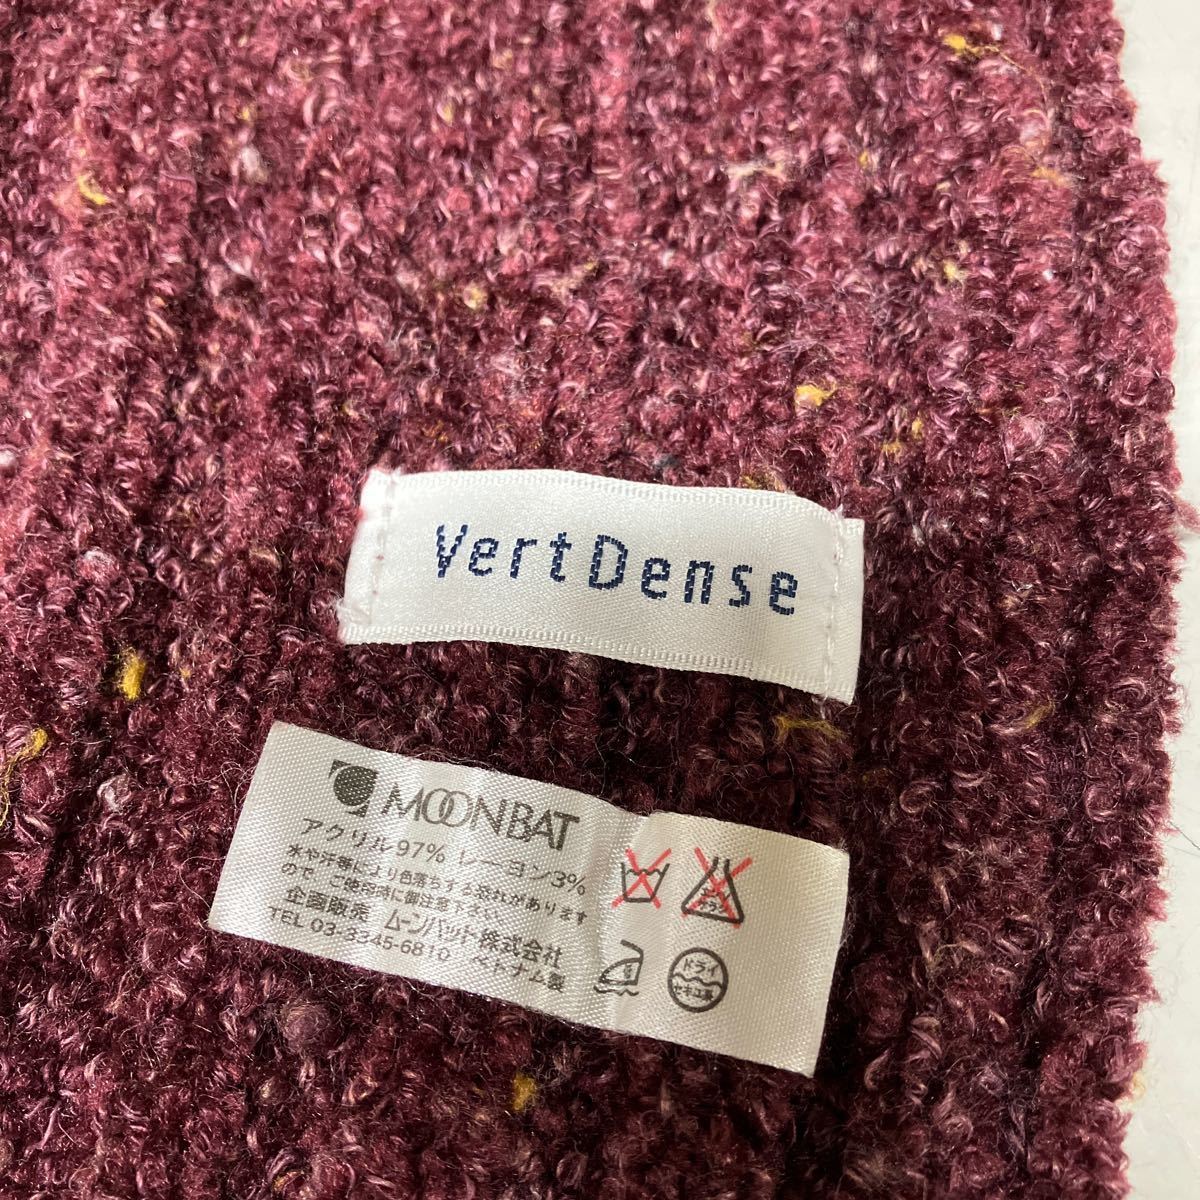 VertDense
MOONBAT
アクリル97% レーヨン3%
水や汗等により色落ちする恐れがあります
ので、ご使用時に御注意下さい。
企画販売 ムーンバット株式会社
TEL 03-3345-6810 ベトナム製
ドライ